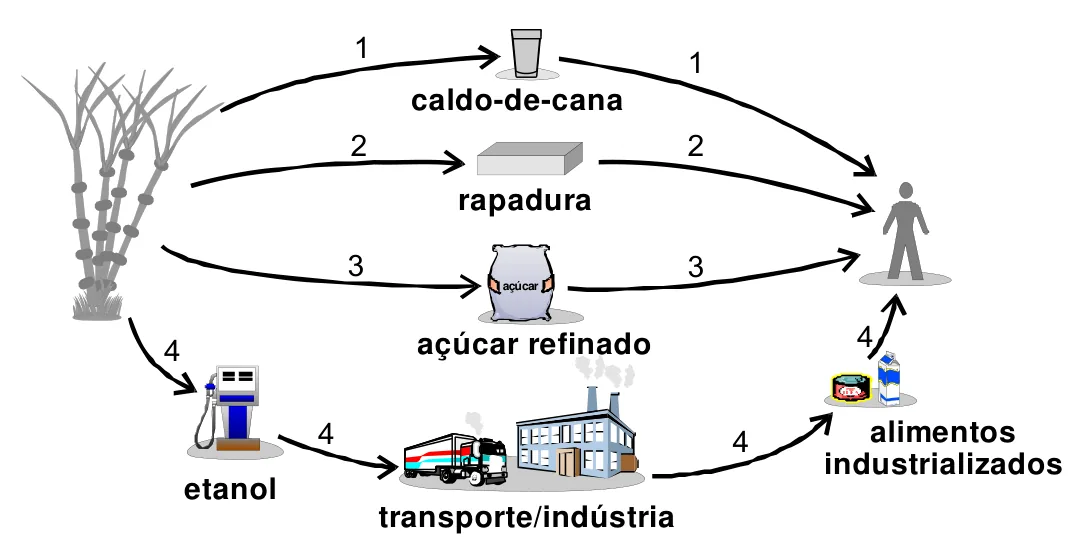 1
1
caldo-de-cana
2
2
rapadura
3
3
açúcar
açúcar refinado
4
4
etanol
4
transporte/indústria
4
4
alimentos
industrializados